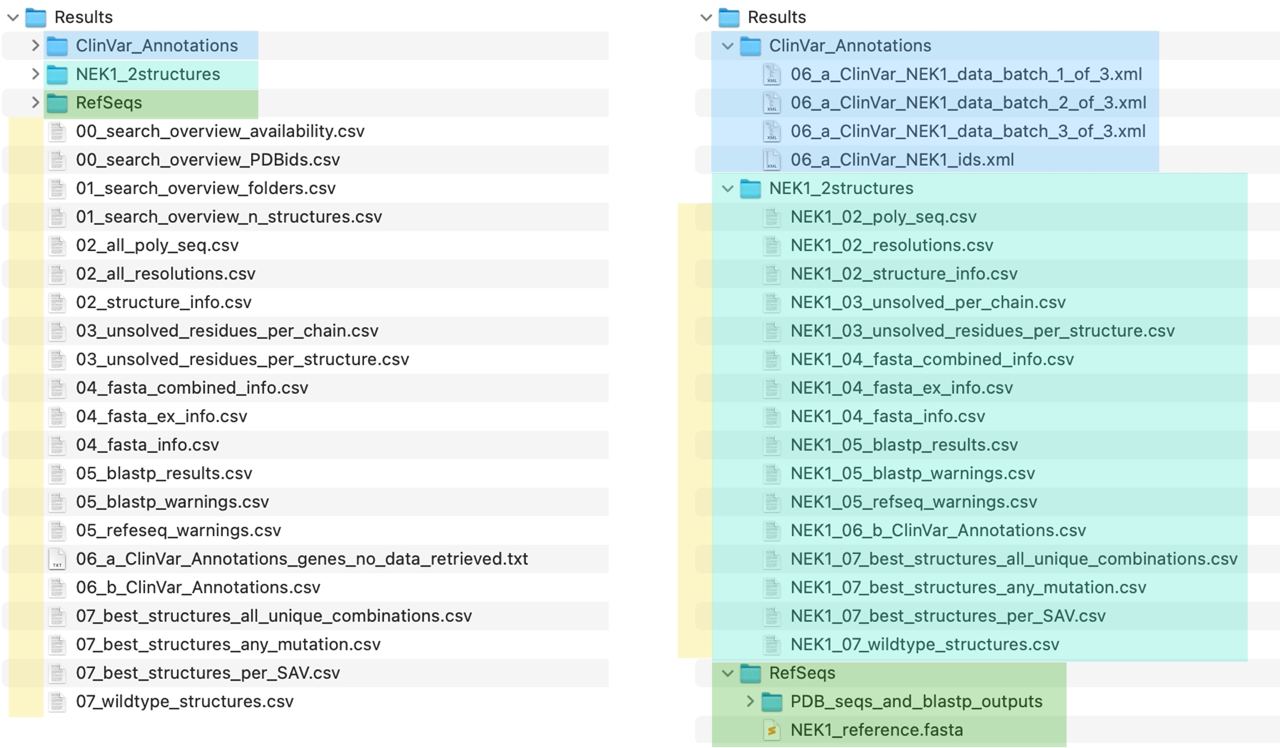 Results
ClinVar_Annotations
NEK1_2structures
RefSeqs
00_search_overview_availability.csv
00_search_overview_PDBids.csv
01_search_overview_folders.csv
01_search_overview_n_structures.csv
02_all_poly_seq.csv
02_all_resolutions.csv
02_structure_info.csv
03_unsolved_residues_per_chain.csv
03_unsolved_residues_per_structure.csv
04_fasta_combined_info.csv
04_fasta_ex_info.csv
04_fasta_info.csv
05_blastp_results.csv
05_blastp_warnings.csv
05_refeseq_warnings.csv
06_a_ClinVar_Annotations_genes_no_data_retrieved.txt
06_b_ClinVar_Annotations.csv
07_best_structures_all_unique_combinations.csv
07_best_structures_any_mutation.csv
07_best_structures_per_SAV.csv
07_wildtype_structures.csv
Results
ClinVar_Annotations
06_a_ClinVar_NEK1_data_batch_1_of_3.xml
06_a_ClinVar_NEK1_data_batch_2_of_3.xml
06_a_ClinVar_NEK1_data_batch_3_of_3.xml
06_a_ClinVar_NEK1_ids.xml
NEK1_2structures
NEK1_02_poly_seq.csv
NEK1_02_resolutions.csv
NEK1_02_structure_info.csv
NEK1_03_unsolved_per_chain.csv
NEK1_03_unsolved_residues_per_structure.csv
NEK1_04_fasta_combined_info.csv
NEK1_04_fasta_ex_info.csv
NEK1_04_fasta_info.csv
NEK1_05_blastp_results.csv
NEK1_05_blastp_warnings.csv
NEK1_05_refseq_warnings.csv
NEK1_06_b_ClinVar_Annotations.csv
NEK1_07_best_structures_all_unique_combinations.csv
NEK1_07_best_structures_any_mutation.csv
NEK1_07_best_structures_per_SAV.csv
NEK1_07_wildtype_structures.csv
RefSeqs
PDB_seqs_and_blastp_outputs
NEK1_reference.fasta